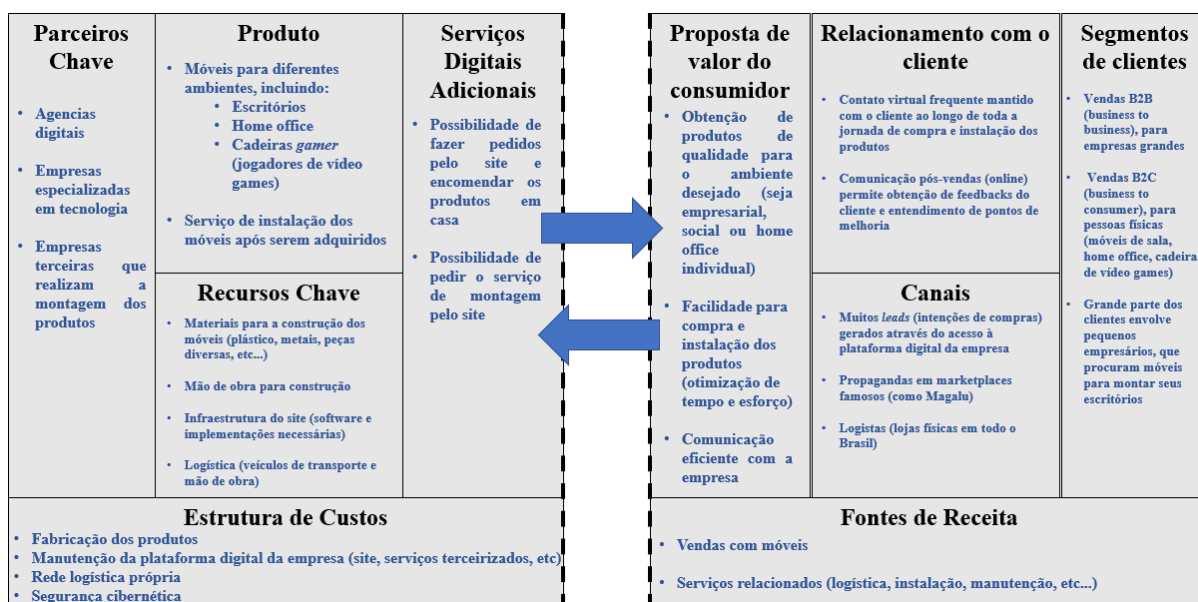 Parceiros
Chave
• Agencias
digitais
• Empresas
especializadas
em tecnologia
• Empresas
terceiras que
realizam a
montagem dos
produtos
Produto
• Móveis para diferentes
ambientes, incluindo:
• Escritórios
• Home office
• Cadeiras gamer
(jogadores de vídeo
games)
• Serviço de instalação dos
móveis após serem adquiridos
Recursos Chave
• Materiais para a construção dos
móveis (plástico, metais, peças
diversas, etc...)
• Mão de obra para construção
• Infraestrutura do site (software e
implementações necessárias)
• Logística (veículos de transporte e
mão de obra)
Serviços
Digitais
Adicionais
• Possibilidade de
fazer pedidos
pelo site e
encomendar os
produtos em
casa
• Possibilidade de
pedir o serviço
de montagem
pelo site
Estrutura de Custos
• Fabricação dos produtos
• Manutenção da plataforma digital da empresa (site, serviços terceirizados, etc)
• Rede logística própria
• Segurança cibernética
Proposta de
valor do
consumidor
• Obtenção de
produtos de
qualidade para
o ambiente
desejado (seja
empresarial,
social ou home
office
individual)
• Facilidade para
compra e
instalação dos
produtos
(otimização de
tempo e esforço)
• Comunicação
eficiente com a
empresa
Relacionamento com o
cliente
• Contato virtual frequente mantido
com o cliente ao longo de toda a
jornada de compra e instalação dos
produtos
• Comunicação pós-vendas (online)
permite obtenção de feedbacks do
cliente e entendimento de pontos de
melhoria
Canais
• Muitos leads (intenções de compras)
gerados através do acesso à
plataforma digital da empresa
• Propagandas em marketplaces
famosos (como Magalu)
• Logistas (lojas físicas em todo o
Brasil)
Segmentos
de clientes
• Vendas B2B
(business to
business), para
empresas grandes
• Vendas B2C
(business to
consumer), para
pessoas físicas
(móveis de sala,
home office, cadeiras
de vídeo games)
• Grande parte dos
clientes envolve
pequenos
empresários, que
procuram móveis
para montar seus
escritórios
Fontes de Receita
• Vendas com móveis
• Serviços relacionados (logística, instalação, manutenção, etc...)